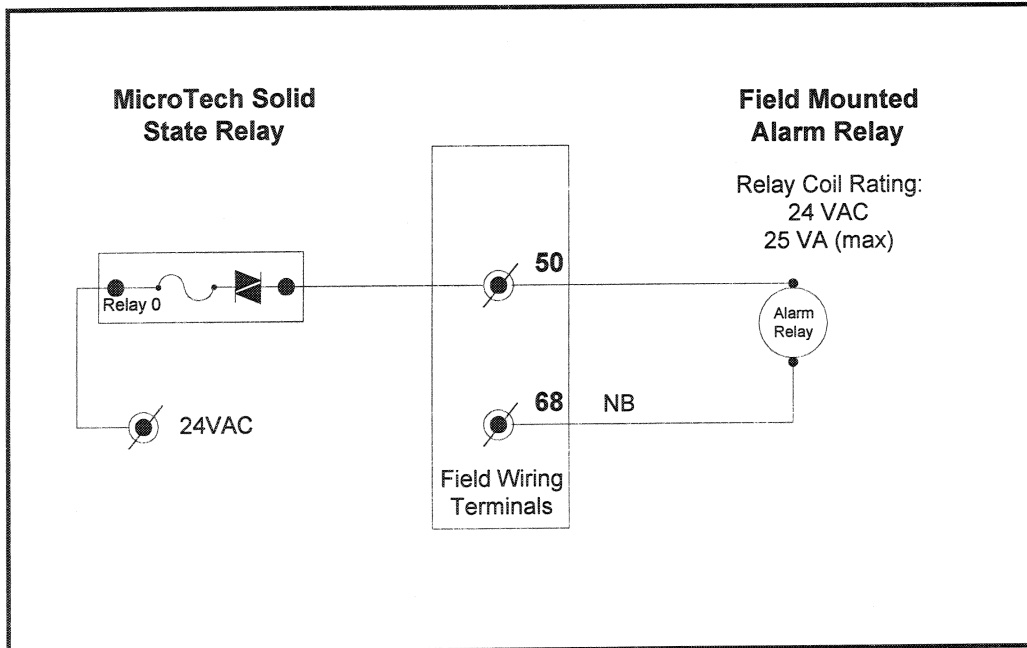 MicroTech Solid
State Relay
Field Mounted
Alarm Relay
Relay Coil Rating:
24 VAC
25 VA (max)
50
Relay 0
Alarm
Relay
24VAC
68
NB
Field Wiring
Terminals